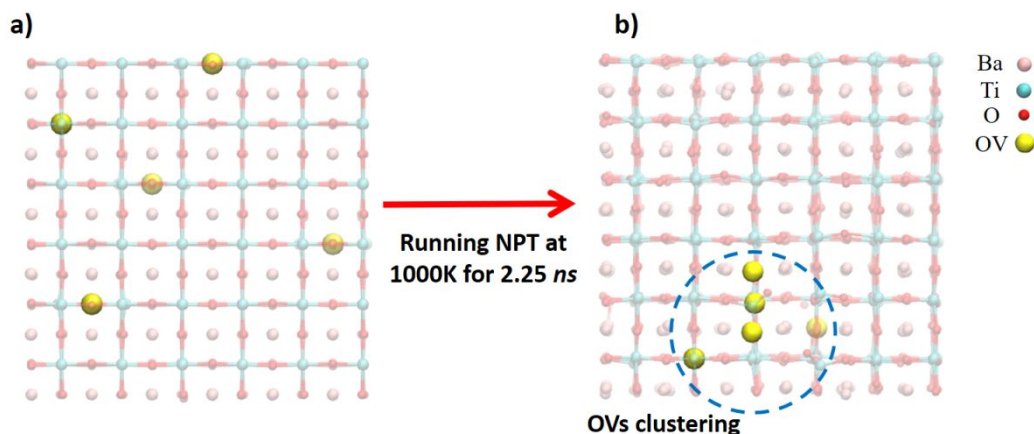 a)
b)
Ba
Ti
O
OV
Running NPT at
1000K for 2.25 ns
OVs clustering